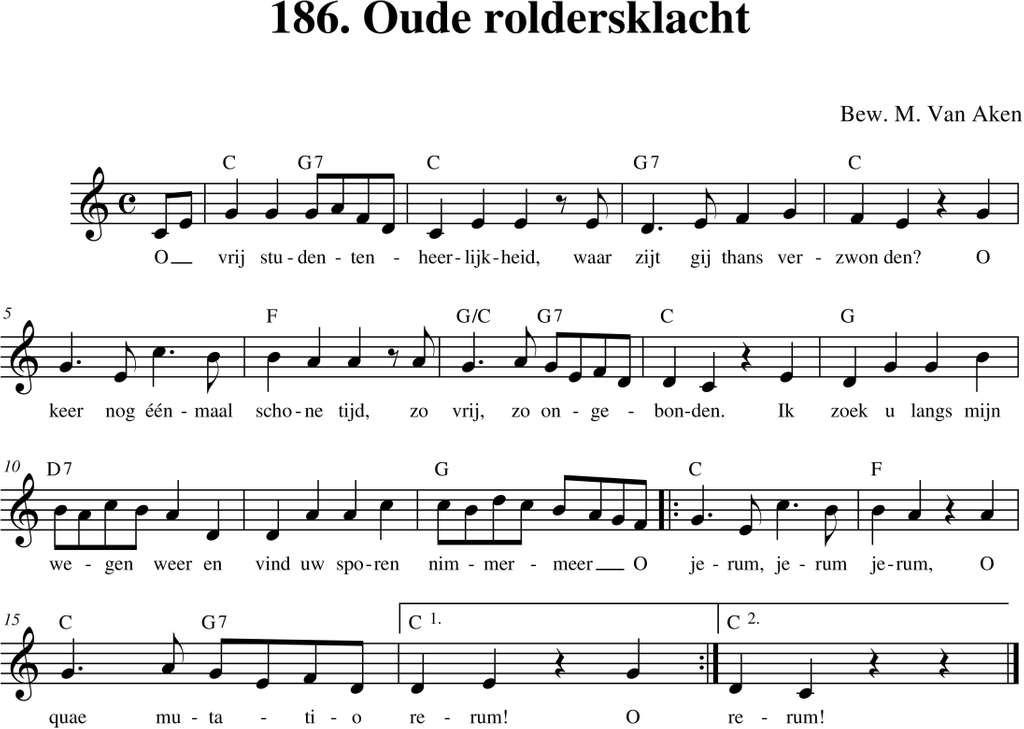 186. Oude roldersklacht
Bew. M. Van Aken
C G7 C G7 C
O vrij stu - den - ten - heer - lijk - heid, waar zijt gij thans ver - zwon den? O
5
F G/C G7 C G
keer nog één - maal scho - ne tijd, zo vrij, zo on - ge - bon - den. Ik zoek u langs mijn
10 D7 G C F
we - gen weer en vind uw spo - ren nim - mer - meer O je - rum, je - rum je - rum, O
15 C G7 C 1. C 2.
quae mu - ta - ti - o re - rum! O re - rum!